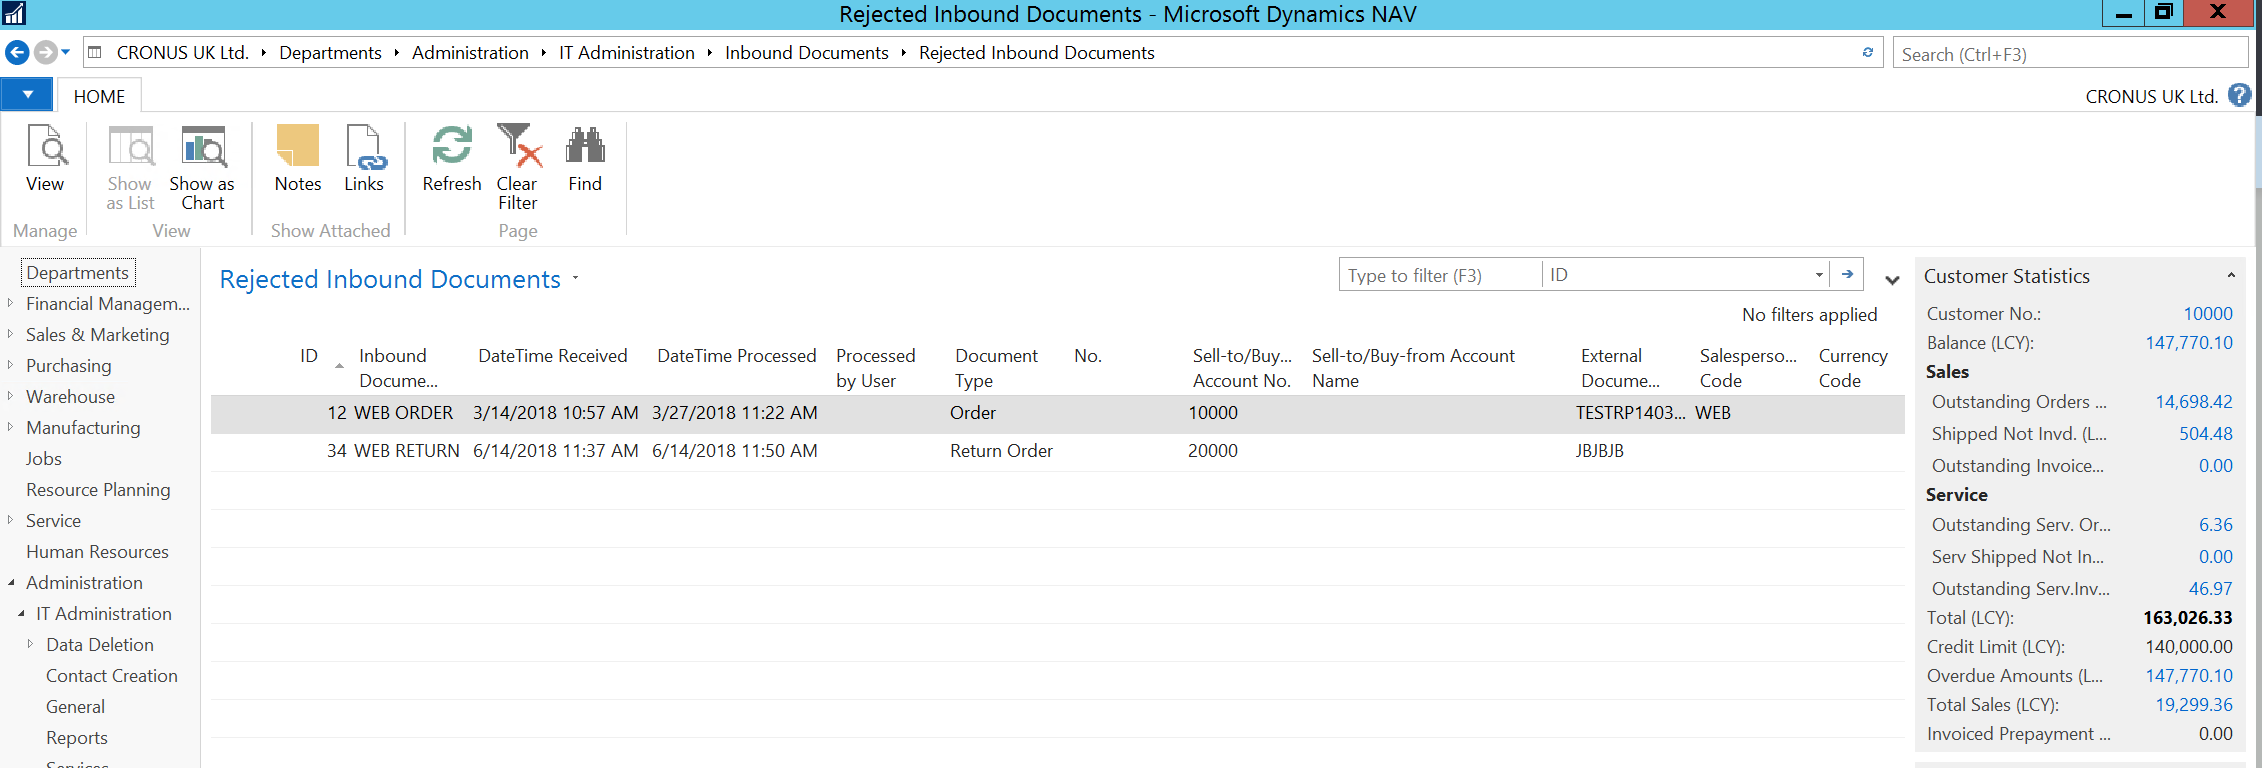 Rejected Inbound Documents - Microsoft Dynamics NAV
CRONUS UK Ltd. Departments Administration IT Administration Inbound Documents Rejected Inbound Documents
Search (Ctrl+F3)
HOME
CRONUS UK Ltd.
View
Show as List
Show as Chart
Notes
Links
Refresh
Clear Filter
Find
Manage
View
Show Attached
Page
Departments
Financial Managem...
Sales & Marketing
Purchasing
Warehouse
Manufacturing
Jobs
Resource Planning
Service
Human Resources
Administration
IT Administration
Data Deletion
Contact Creation
General
Reports
Services
Rejected Inbound Documents
Type to filter (F3) ID
No filters applied
ID Inbound Docume... DateTime Received DateTime Processed Processed by User Document Type No. Sell-to/Buy... Account No. Sell-to/Buy-from Account Name External Docume... Salesperso... Code Currency Code
12 WEB ORDER 3/14/2018 10:57 AM 3/27/2018 11:22 AM Order 10000 TESTRP1403... WEB
34 WEB RETURN 6/14/2018 11:37 AM 6/14/2018 11:50 AM Return Order 20000 JBJBJB
Customer Statistics
Customer No.: 10000
Balance (LCY): 147,770.10
Sales
Outstanding Orders ... 14,698.42
Shipped Not Invd. (L... 504.48
Outstanding Invoice... 0.00
Service
Outstanding Serv. Or... 6.36
Serv Shipped Not In... 0.00
Outstanding Serv.Inv... 46.97
Total (LCY): 163,026.33
Credit Limit (LCY): 140,000.00
Overdue Amounts (L... 147,770.10
Total Sales (LCY): 19,299.36
Invoiced Prepayment ... 0.00